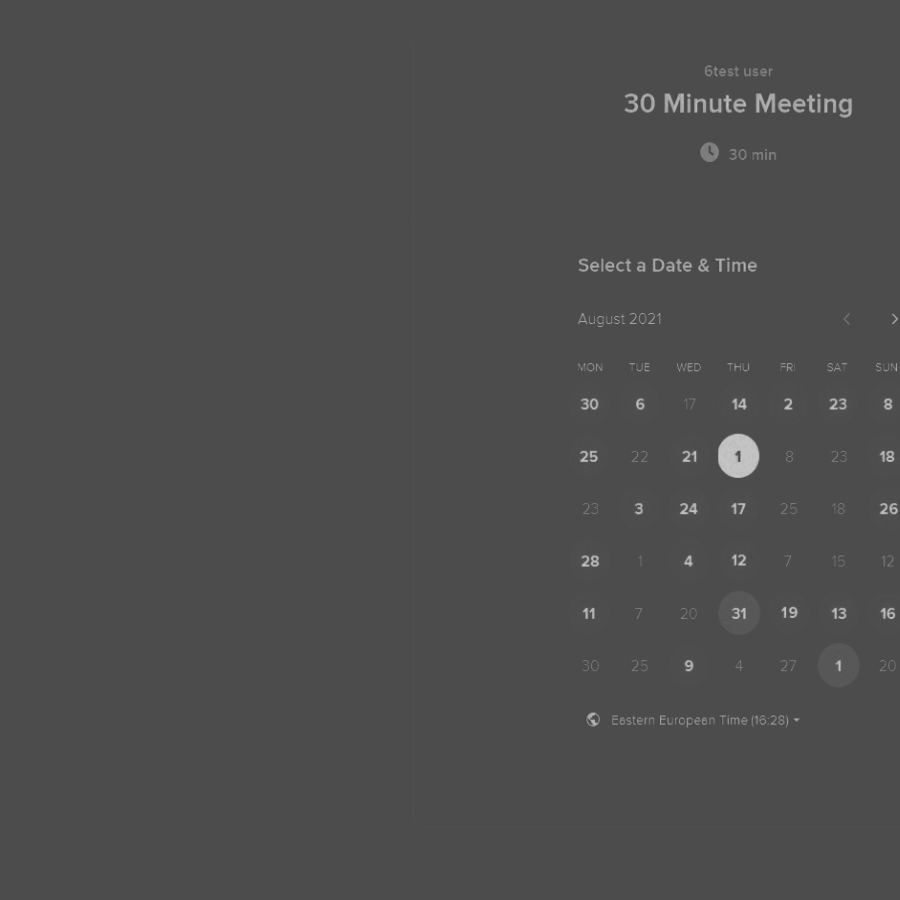 6test user
30 Minute Meeting
30 min
Select a Date & Time
August 2021
MON TUE WED THU FRI SAT SUN
30 6 17 14 2 23 8
25 22 21 1 8 23 18
23 3 24 17 25 18 26
28 1 4 12 7 15 12
11 7 20 31 19 13 16
30 25 9 4 27 1 20
Eastern European Time (16:28)